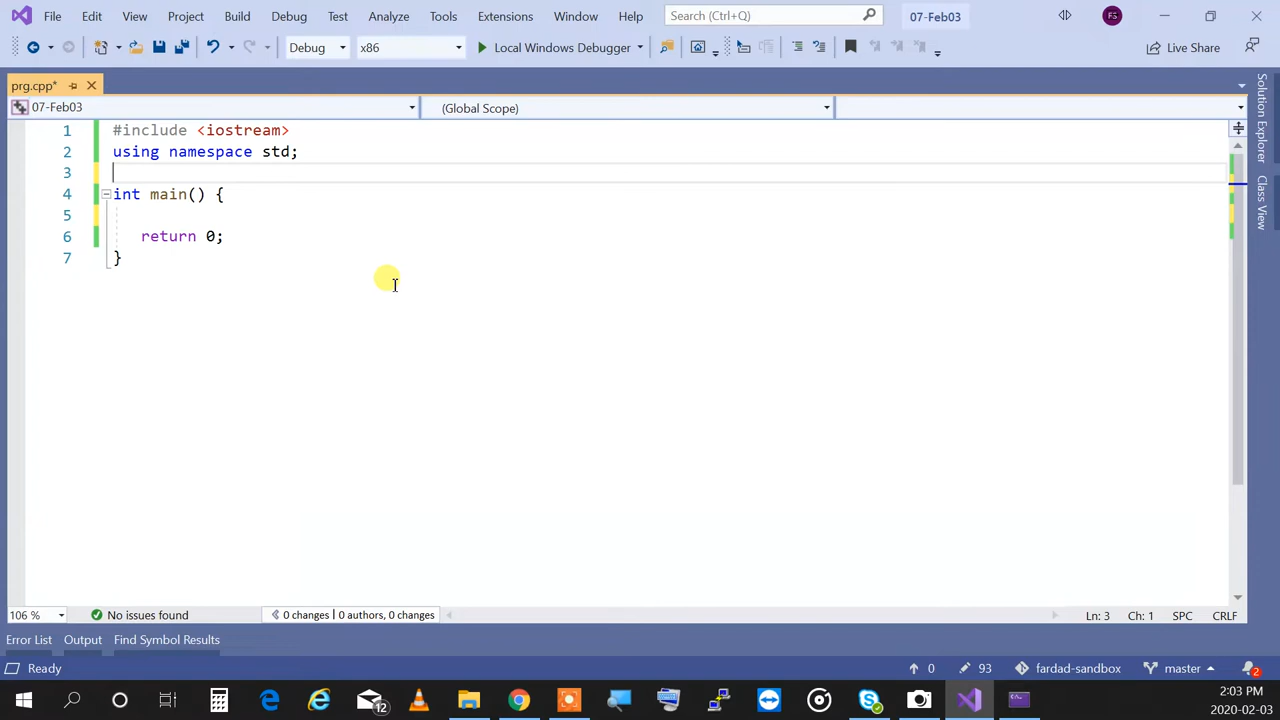 File Edit View Project Build Debug Test Analyze Tools Extensions Window Help Search (Ctrl+Q) 07-Feb03 FS
Debug x86 Local Windows Debugger Live Share
prg.cpp*
07-Feb03 (Global Scope)
1 #include <iostream>
2 using namespace std;
3
4 int main() {
5
6 return 0;
7 }
Solution Explorer
Class View
106 % No issues found 0 changes | 0 authors, 0 changes Ln: 3 Ch: 1 SPC CRLF
Error List Output Find Symbol Results
Ready 0 93 fardad-sandbox master 2
12
2:03 PM
2020-02-03